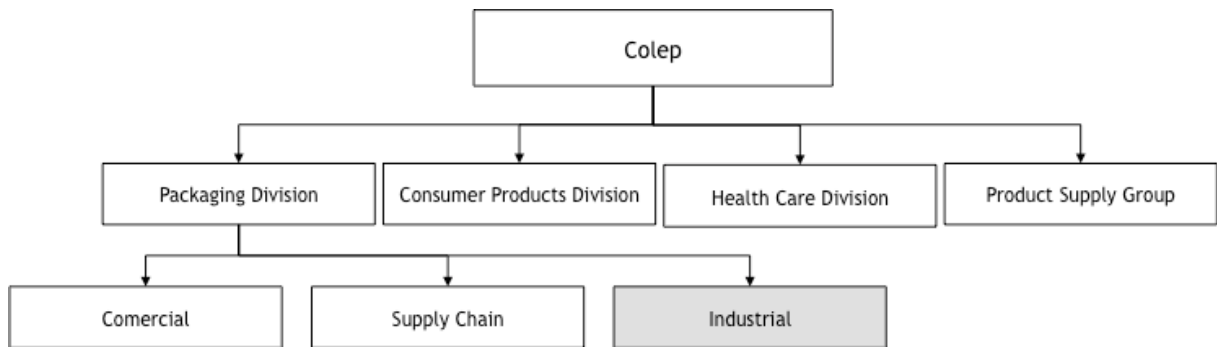 Colep
Packaging Division
Consumer Products Division
Health Care Division
Product Supply Group
Comercial
Supply Chain
Industrial